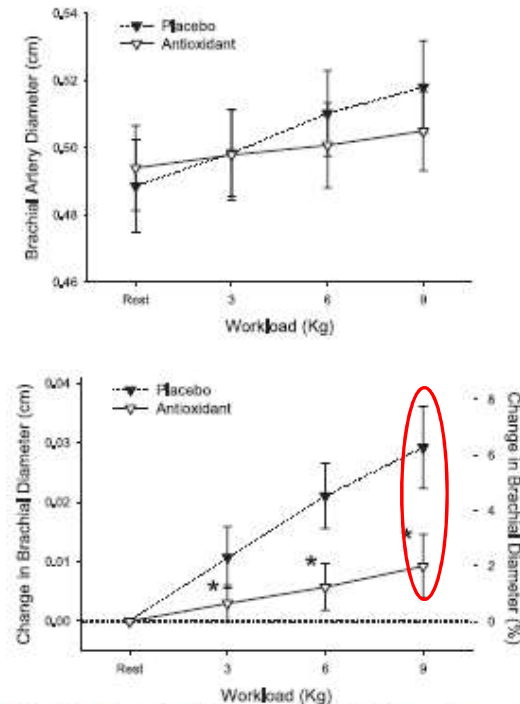 0.54
Placebo
Antioxidant
0.52
0.50
0.48
0.46
Brachial Artery Diameter (cm)
Rest
3
6
9
Workload (Kg)
0.04
Placebo
Antioxidant
0.03
0.02
0.01
0.00
Change in Brachial Diameter (cm)
*
*
*
8
6
4
2
0
Change in Brachial
Diameter (%)
Rest
3
6
9
Workload (Kg)